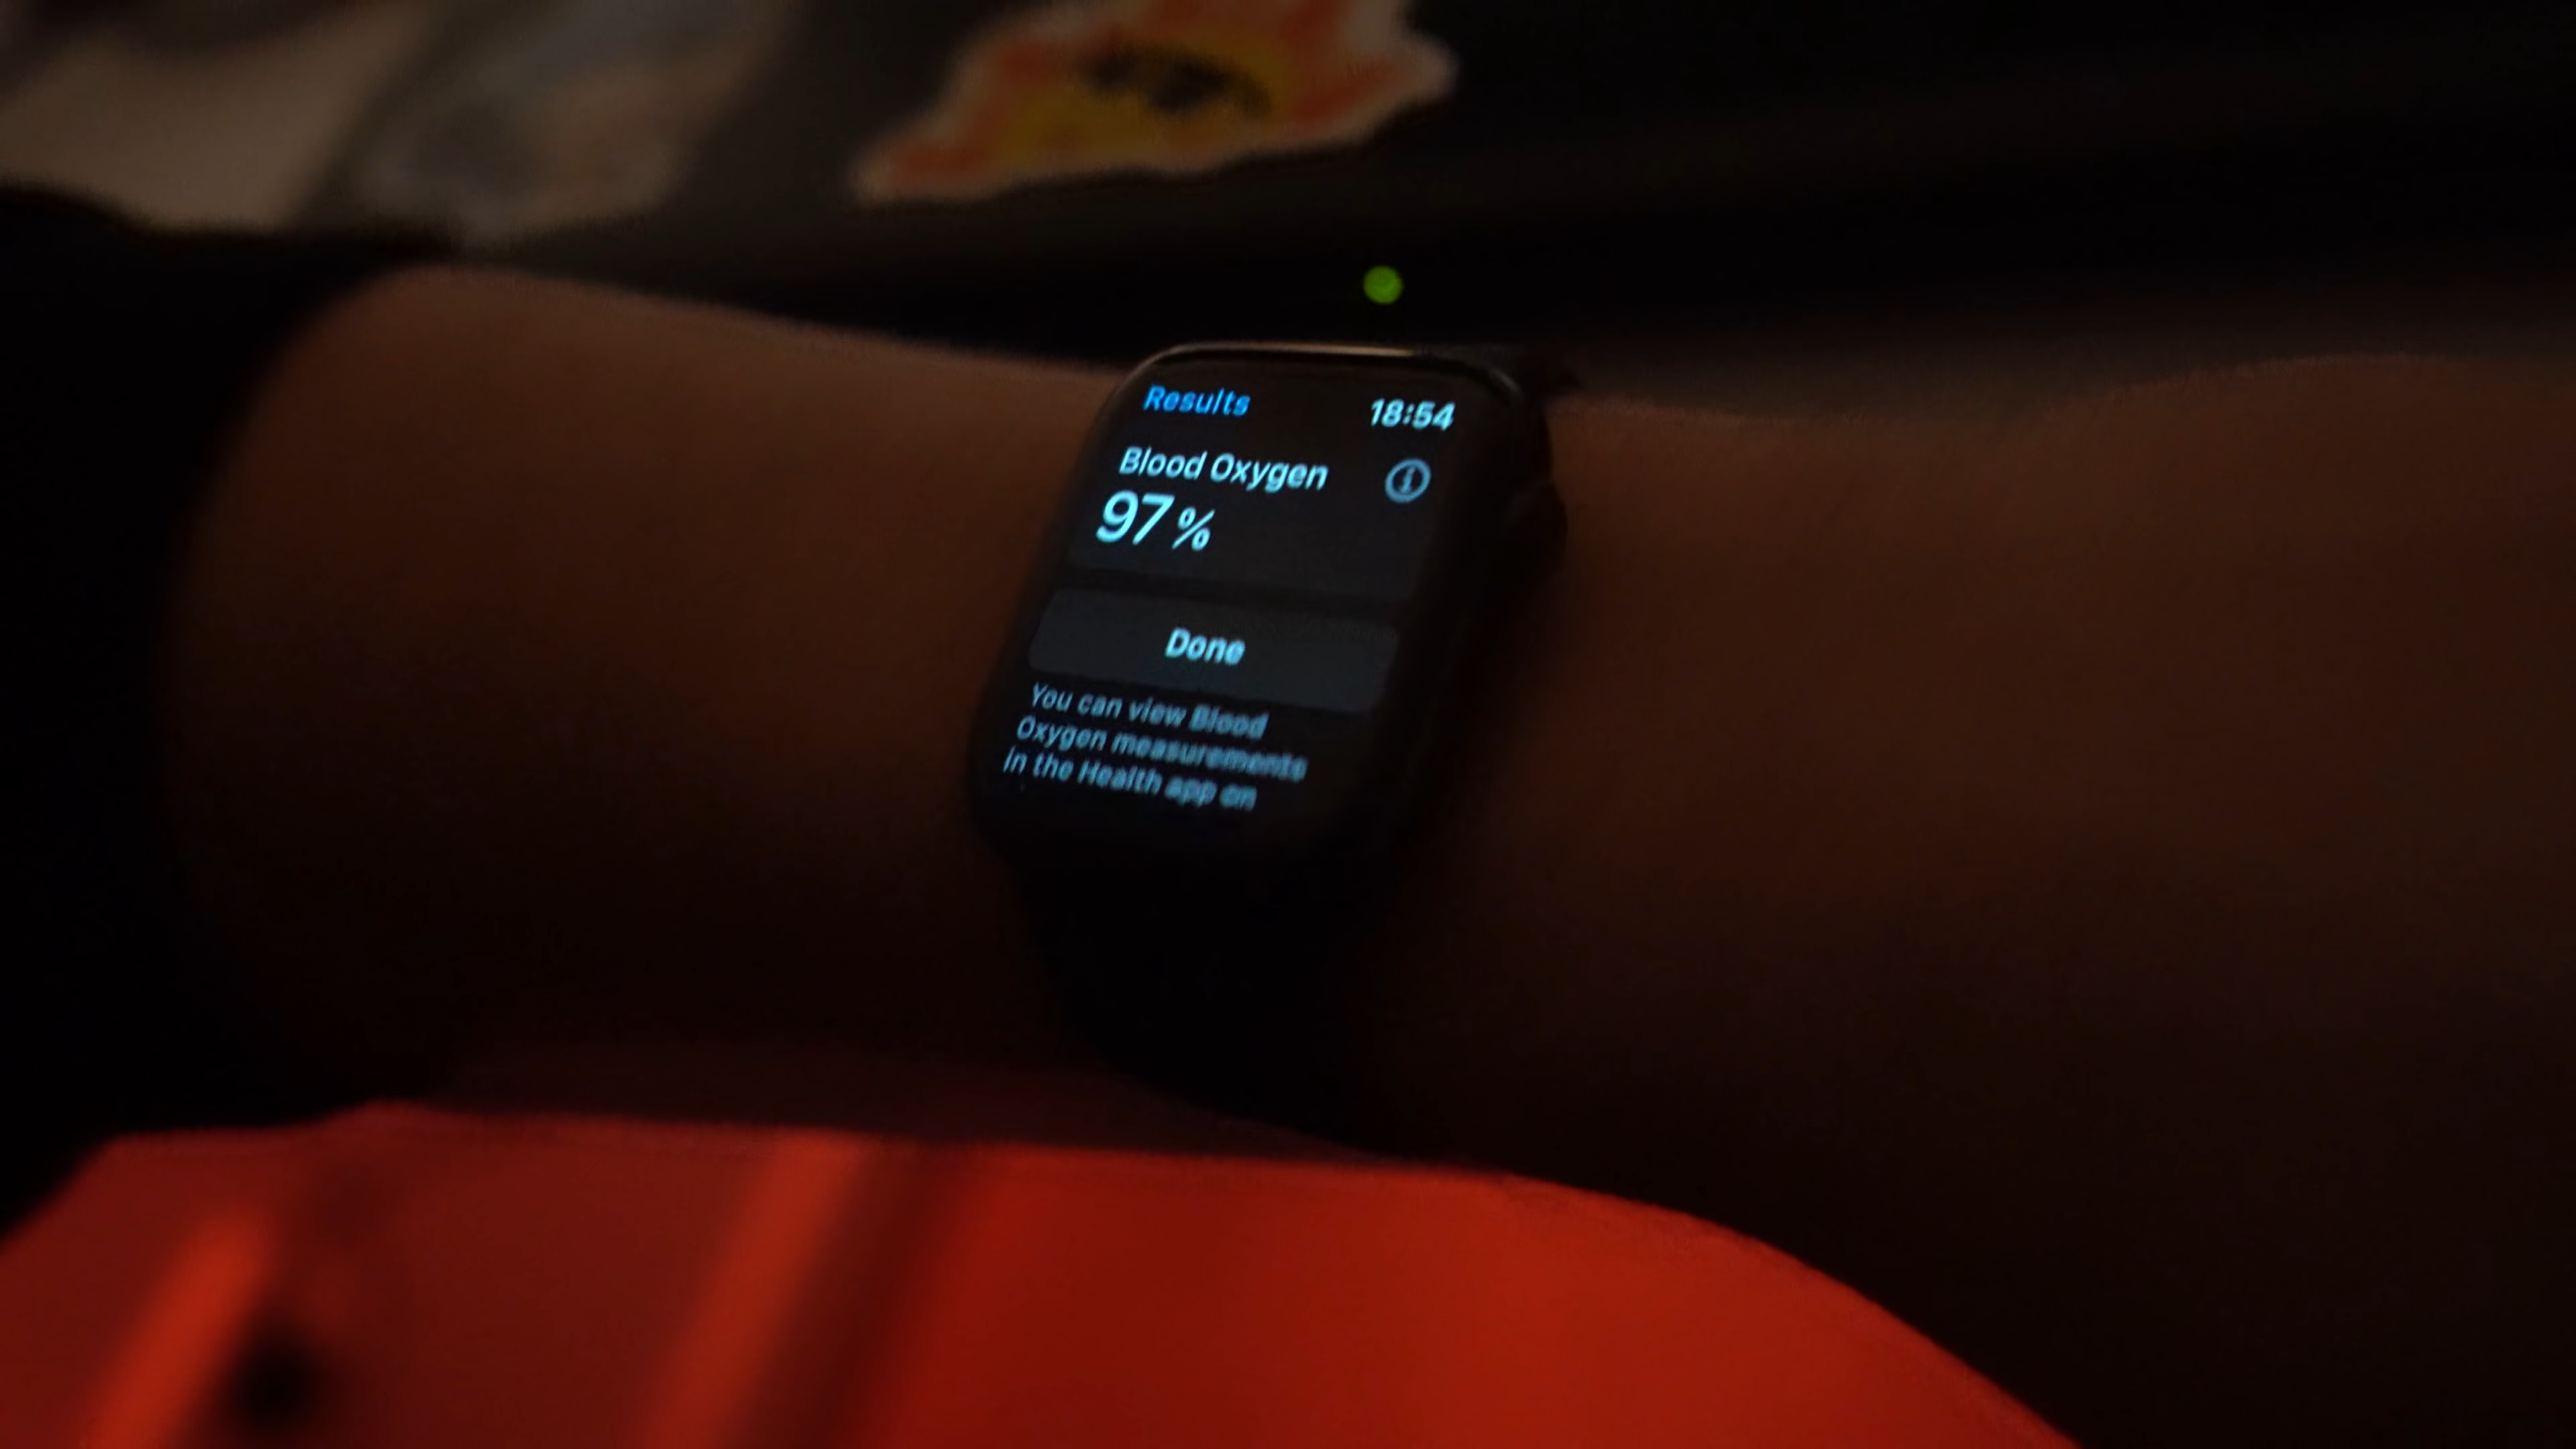 Results
18:54
Blood Oxygen
97%
Done
You can view Blood
Oxygen measurements
in the Health app on